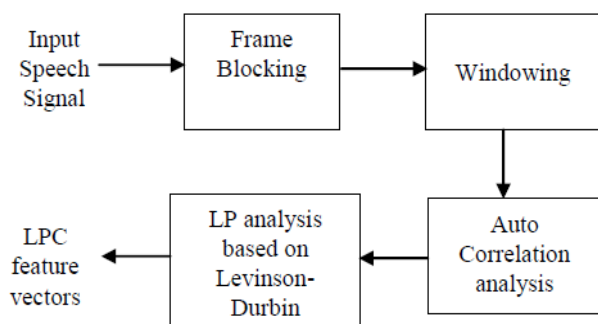 Input
Speech
Signal
Frame
Blocking
Windowing
Auto
Correlation
analysis
LP analysis
based on
Levinson-
Durbin
LPC
feature
vectors